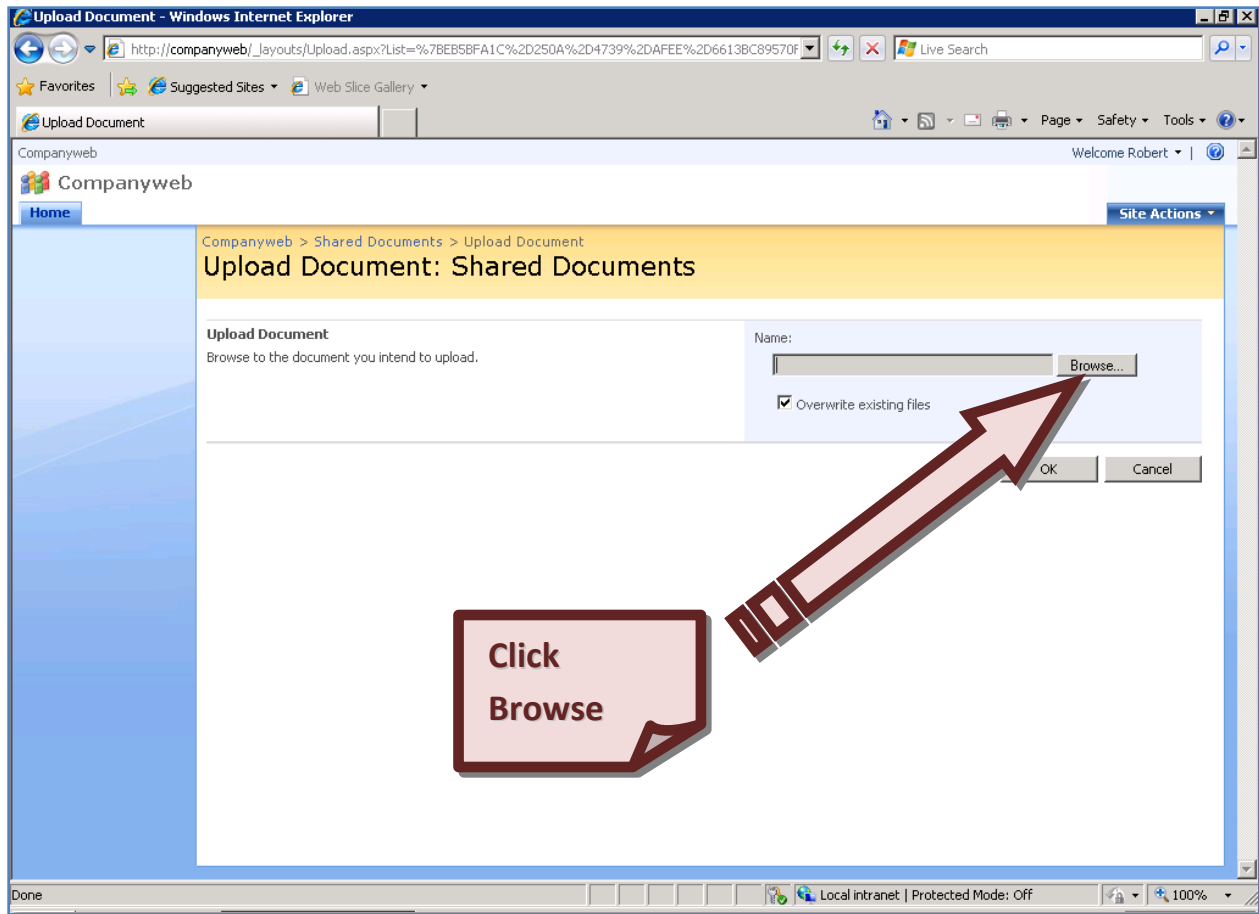 Upload Document - Windows Internet Explorer
http://companyweb/_layouts/Upload.aspx?List=%7BEB5BFA1C%2D250A%2D4739%2DAFEE%2D6613BC89570F
Live Search
Favorites Suggested Sites Web Slice Gallery
Upload Document Page Safety Tools
Companyweb Welcome Robert |
Companyweb
Home Site Actions
Companyweb > Shared Documents > Upload Document
Upload Document: Shared Documents
Upload Document
Browse to the document you intend to upload.
Name:
Browse...
Overwrite existing files
OK Cancel
Click
Browse
Done Local intranet | Protected Mode: Off 100%